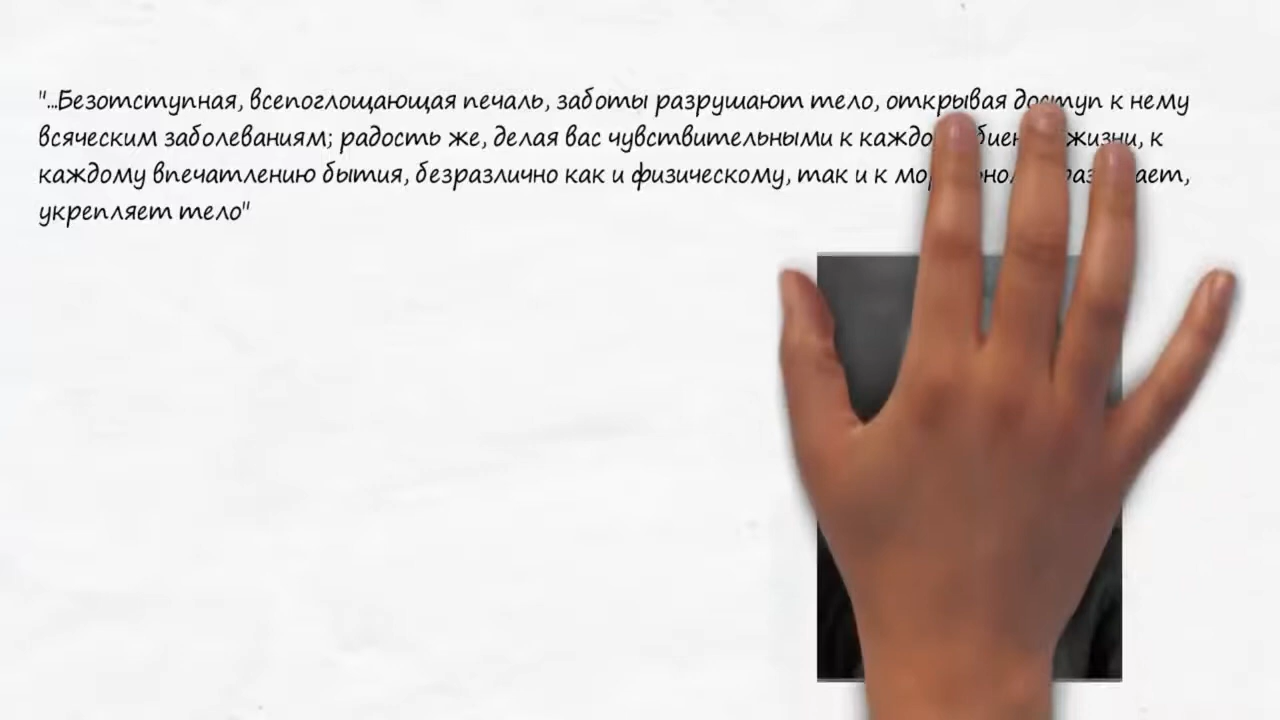 "...Безотступная, всепоглощающая печаль, заботы разрушают тело, открывая доступ к нему
всяческим заболеваниям; радость же, делая вас чувствительными к жизни, к
каждому впечатлению бытия, безразлично как и физическому, так и к
укрепляет тело"